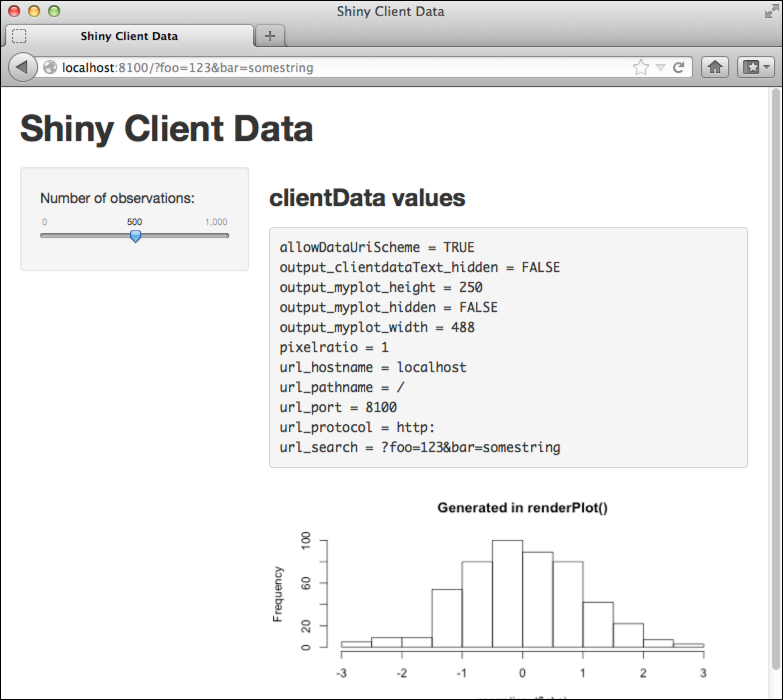 Shiny Client Data
Shiny Client Data
localhost:8100/?foo=123&bar=somestring
Shiny Client Data
Number of observations:
0 500 1,000
clientData values
allowDataUriScheme = TRUE
output_clientdataText_hidden = FALSE
output_myplot_height = 250
output_myplot_hidden = FALSE
output_myplot_width = 488
pixelratio = 1
url_hostname = localhost
url_pathname = /
url_port = 8100
url_protocol = http:
url_search = ?foo=123&bar=somestring
Generated in renderPlot()
Frequency
100
60
20
0
-3 -2 -1 0 1 2 3